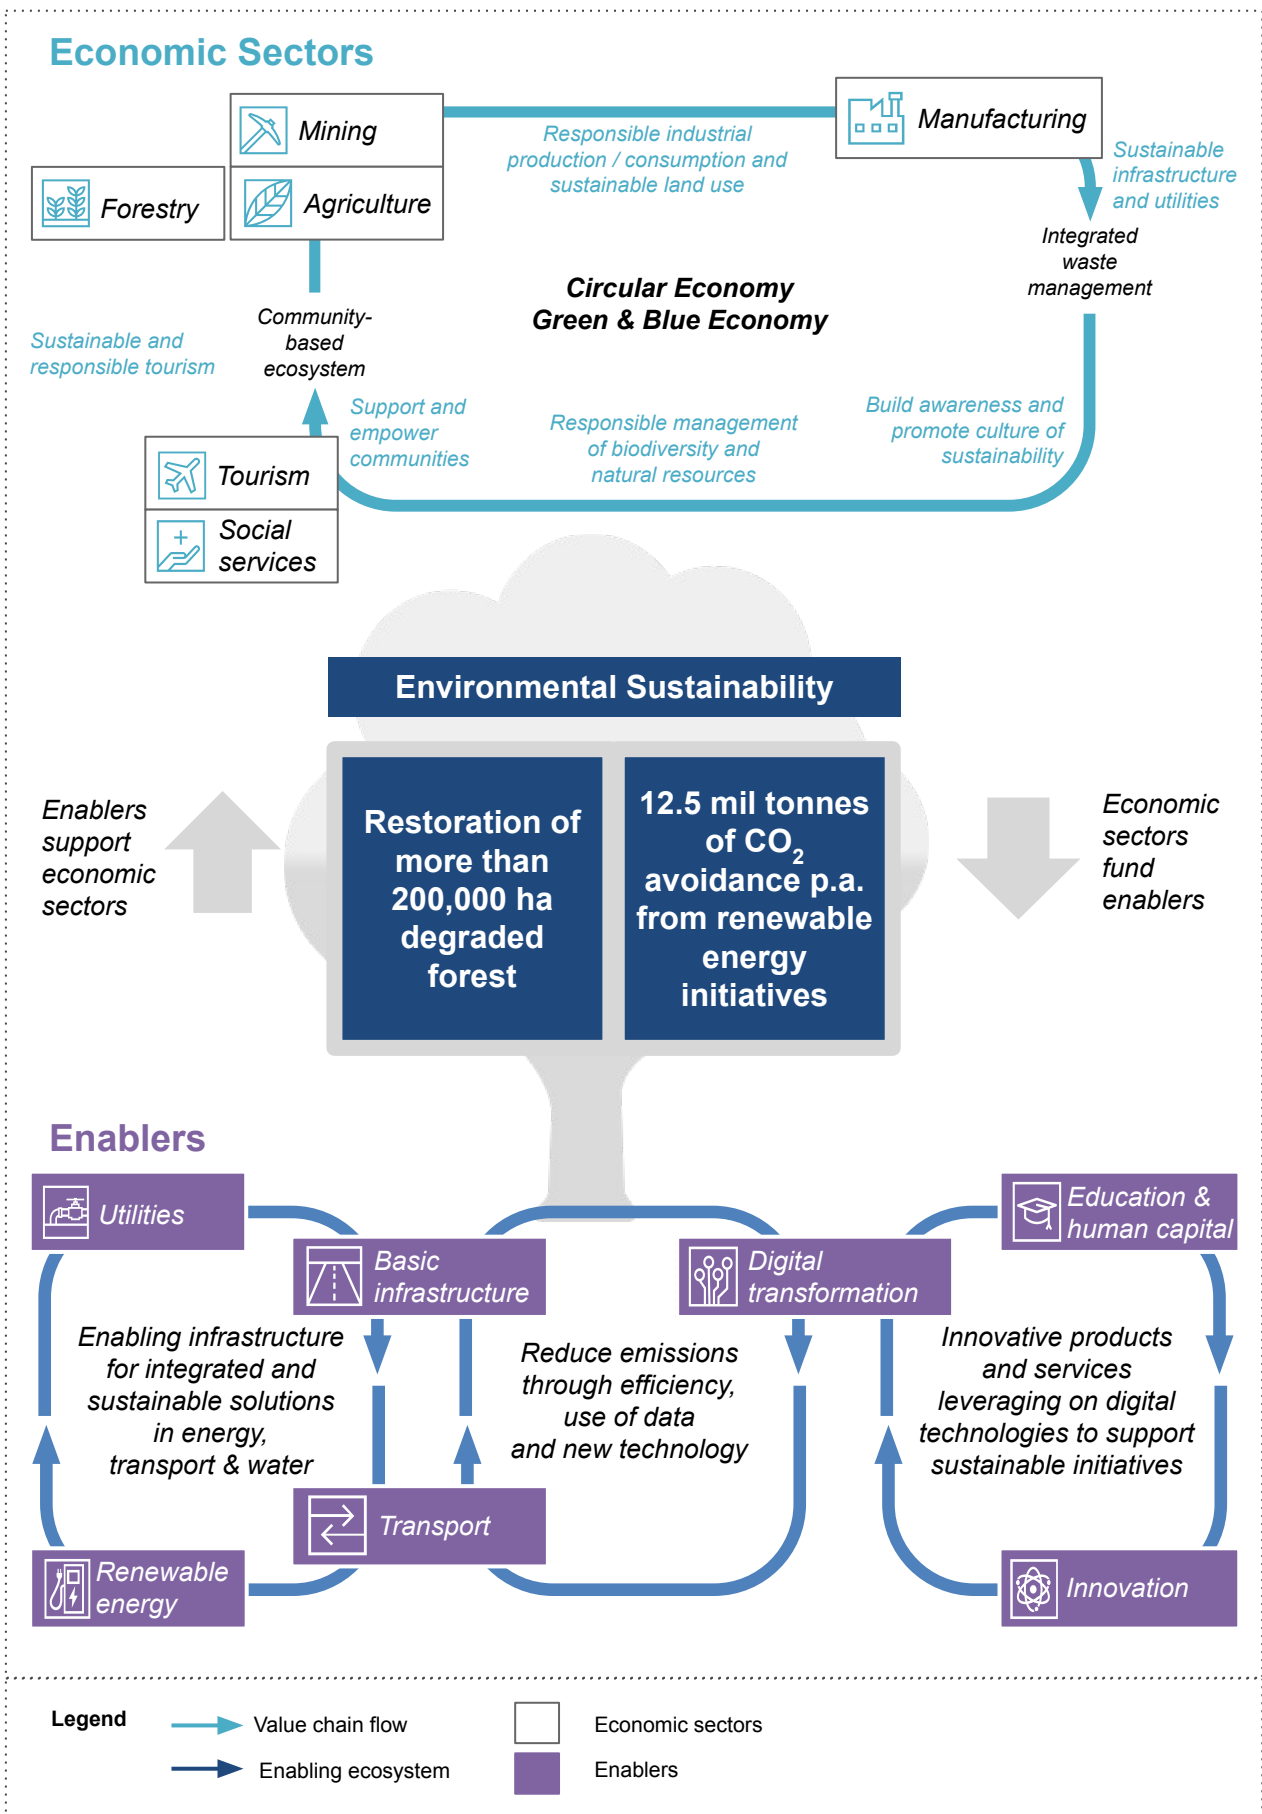 Economic Sectors
Mining
Agriculture
Forestry
Manufacturing
Responsible industrial
production / consumption and
sustainable land use
Sustainable
infrastructure
and utilities
Integrated
waste
management
Circular Economy
Green & Blue Economy
Community-
based
ecosystem
Sustainable and
responsible tourism
Support and
empower
communities
Responsible management
of biodiversity and
natural resources
Build awareness and
promote culture of
sustainability
Tourism
Social
services
Environmental Sustainability
Enablers
support
economic
sectors
Restoration of
more than
200,000 ha
degraded
forest
12.5 mil tonnes
of CO₂
avoidance p.a.
from renewable
energy
initiatives
Economic
sectors
fund
enablers
Enablers
Utilities
Basic
infrastructure
Digital
transformation
Education &
human capital
Enabling infrastructure
for integrated and
sustainable solutions
in energy,
transport & water
Reduce emissions
through efficiency,
use of data
and new technology
Innovative products
and services
leveraging on digital
technologies to support
sustainable initiatives
Transport
Renewable
energy
Innovation
Legend
Value chain flow
Economic sectors
Enabling ecosystem
Enablers